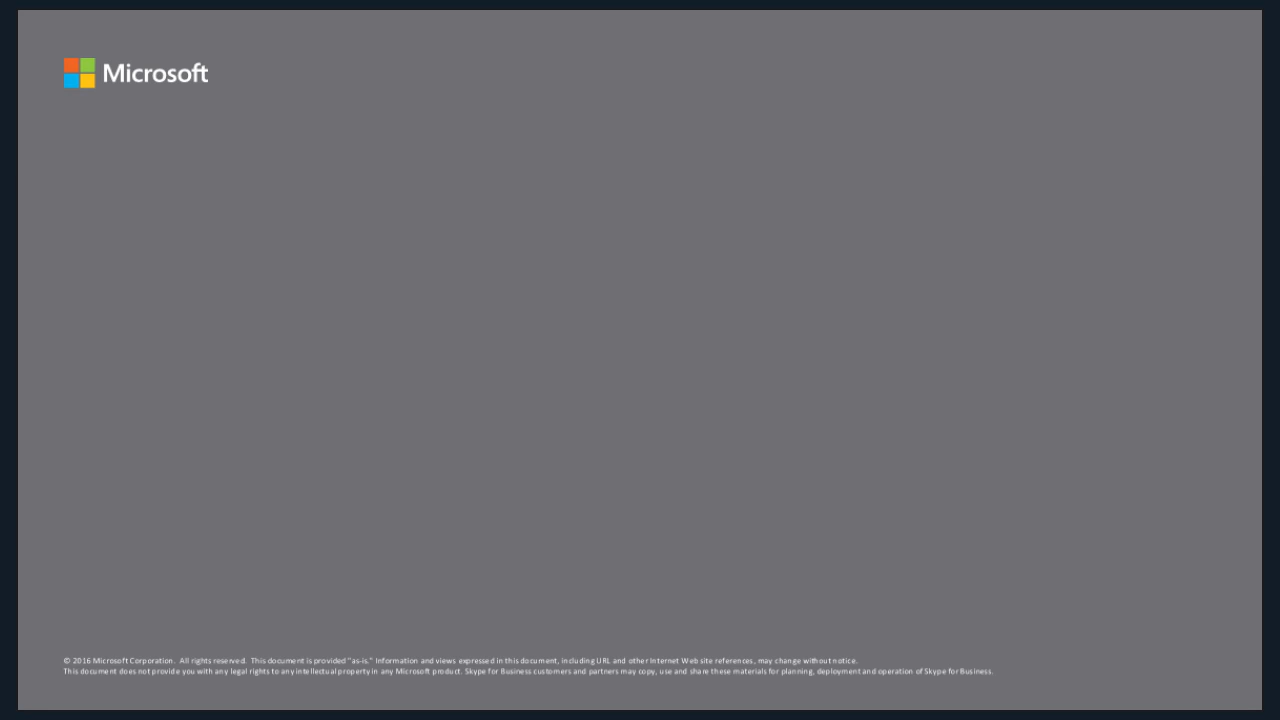 Microsoft
© 2016 Microsoft Corporation. All rights reserved. This document is provided "as-is." Information and views expressed in this document, including URL and other Internet Web site references, may change without notice.
This document does not provide you with any legal rights to any intellectual property in any Microsoft product. Skype for Business customers and partners may copy, use and share these materials for planning, deployment and operation of Skype for Business.